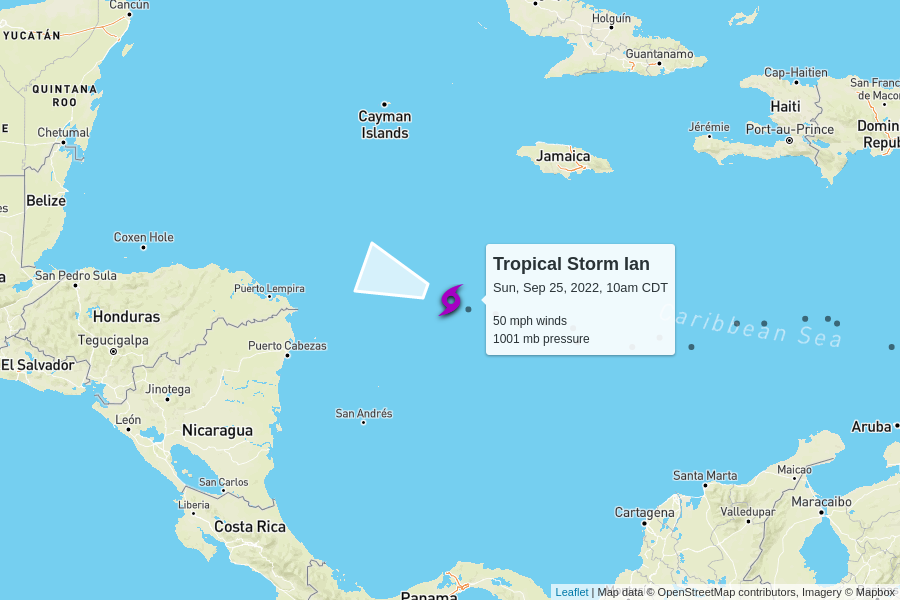 Cancún
YUCATÁN
Holguín
Guantanamo
QUINTANA
ROO
Cap-Haitien
San Franc
de Macor
Cayman
Islands
Haiti
E
Chetumal
Jérémie
Port-au-Prince
Domin
Repub
Jamaica
Belize
es
Coxen Hole
a
San Pedro Sula
Puerto Lempira
Tropical Storm Ian
Sun, Sep 25, 2022, 10am CDT
50 mph winds
1001 mb pressure
Caribbean Sea
Honduras
Tegucigalpa
Puerto Cabezas
El Salvador
Jinotega
San Andrés
León
Nicaragua
Aruba
San Carlos
Santa Marta
Maicao
Liberia
Cartagena
Valledupar
Maracaibo
Costa Rica
Panama
Leaflet | Map data © OpenStreetMap contributors, Imagery © Mapbox